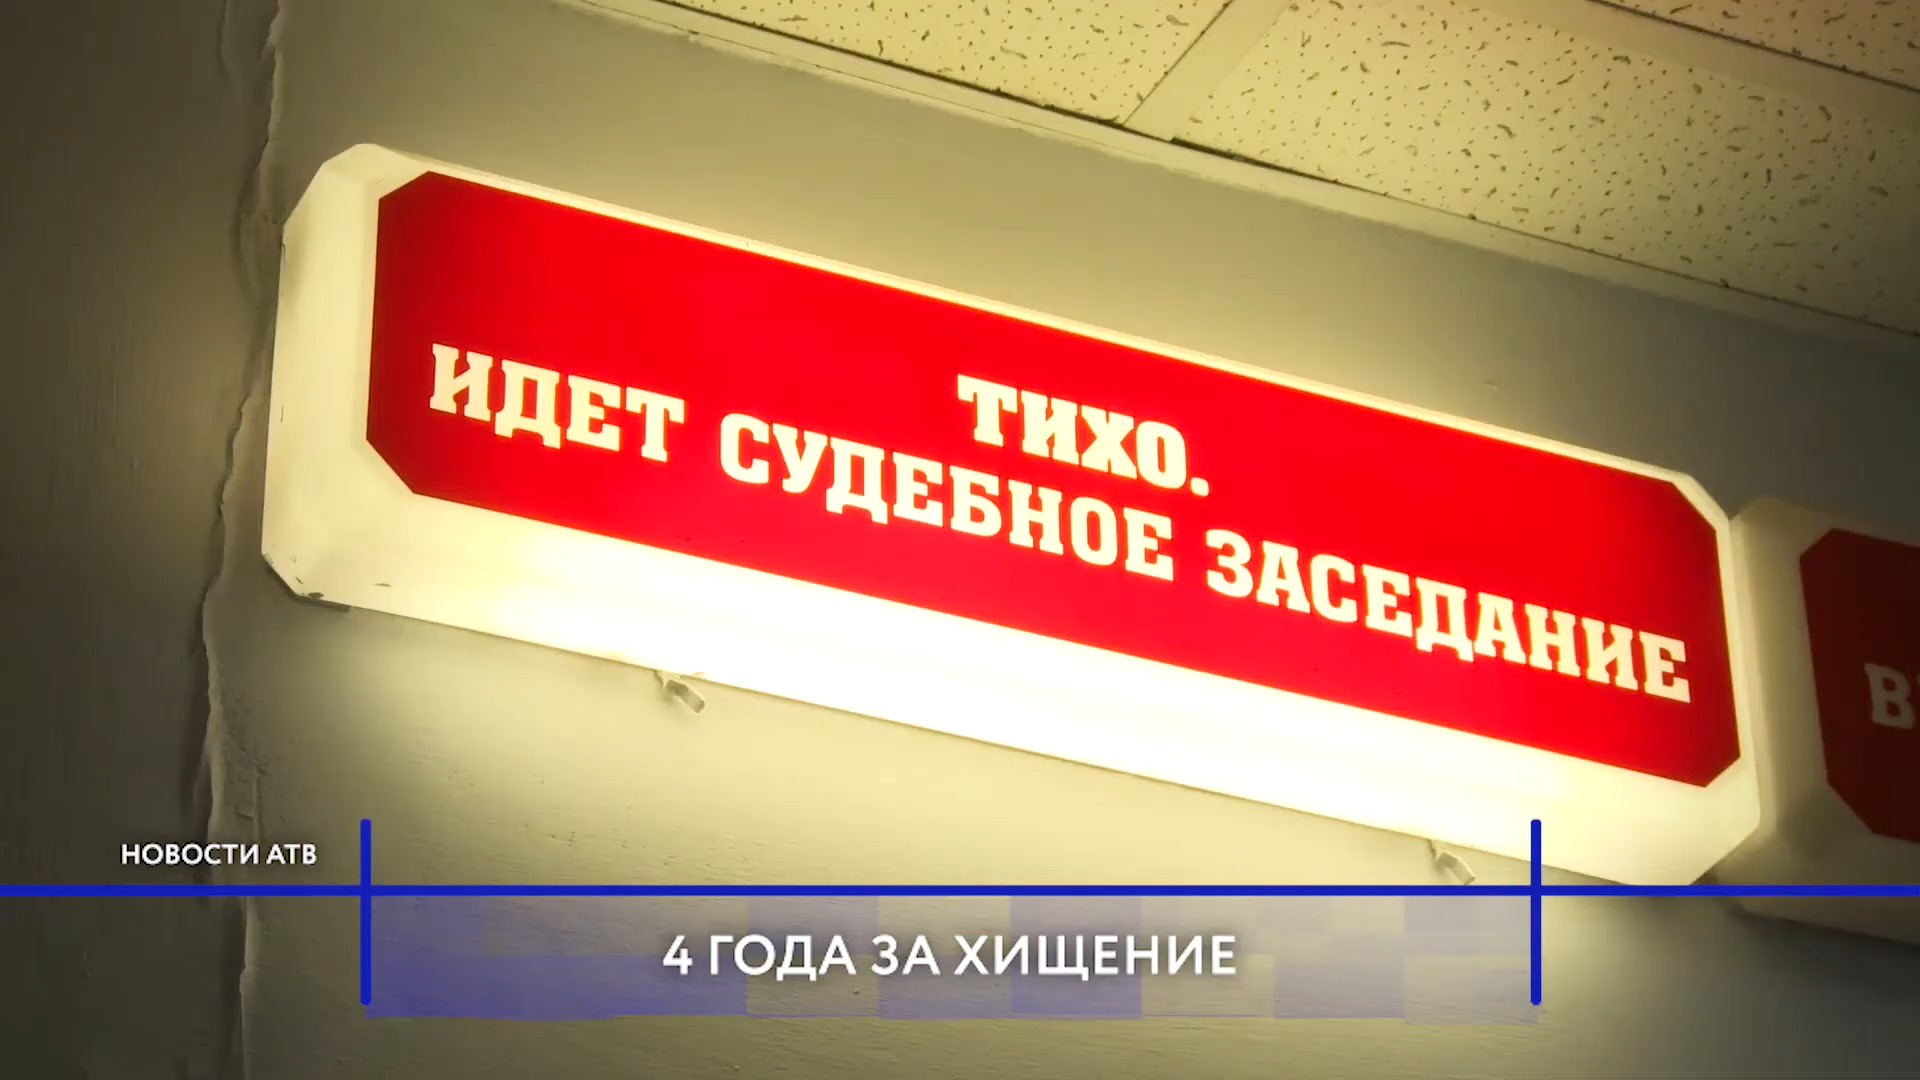 ТИХО.
ИДЕТ СУДЕБНОЕ ЗАСЕДАНИЕ
НОВОСТИ АТВ
4 ГОДА ЗА ХИЩЕНИЕ